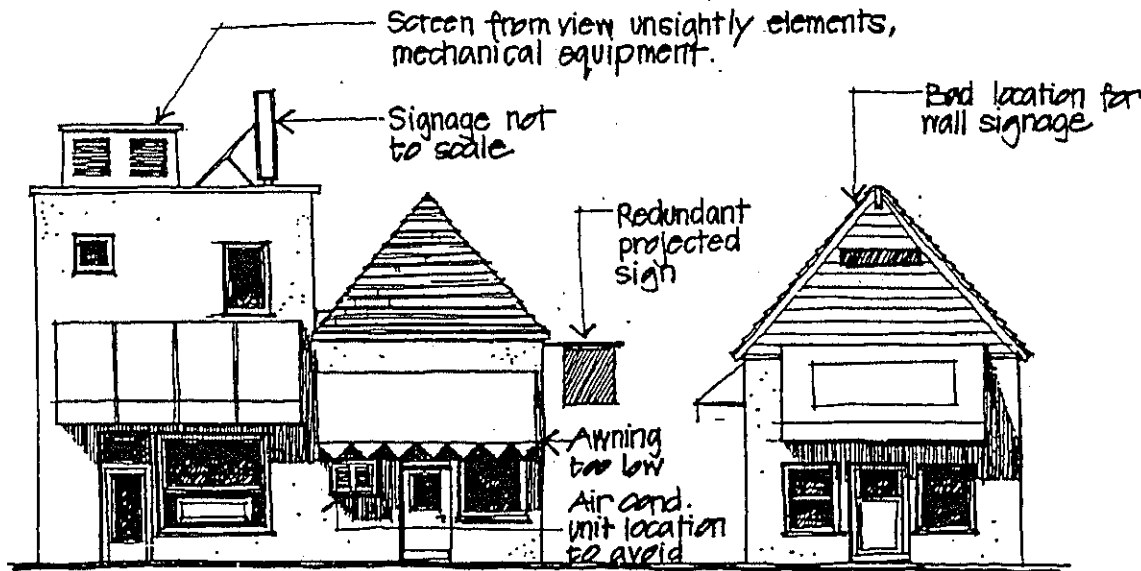 Screen from view unsightly elements,
mechanical equipment.
Signage not
to scale
Bad location for
wall signage
Redundant
projected
sign
Awning
too low
Air cond.
unit location
to avoid